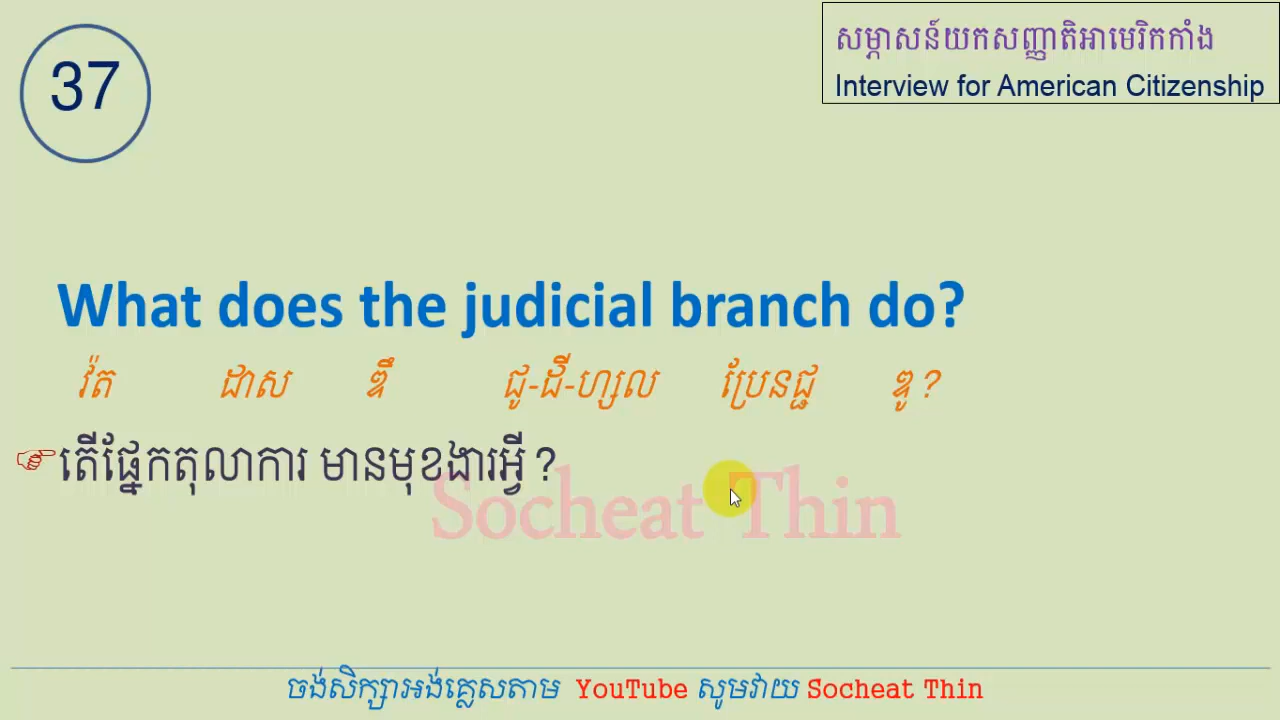 37
សម្ភាសន៍យកសញ្ញាតិអាមេរិកកាំង
Interview for American Citizenship
What does the judicial branch do?
វ៉ត ដាស ឌឹ ជូ-ដី-ហ្សល ប្រែនជ្ជ ឌូ?
តើផ្នែកតុលាការ មានមុខងារអ្វី?
Socheat Thin
ចង់សិក្សាអង់គ្លេសតាម YouTube សូមវាយ Socheat Thin